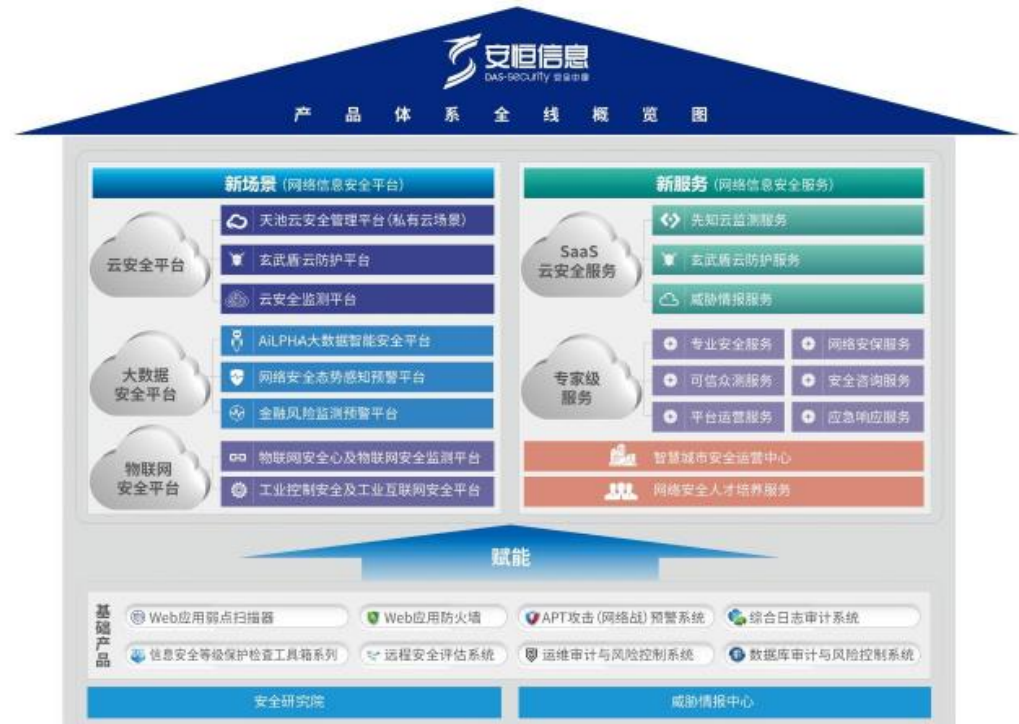 安恒信息
DAS-Security 安全中国
产品体系全线概览图
新场景 (网络信息安全平台)
云安全平台
天池云安全管理平台(私有云场景)
玄武盾云防护平台
云安全监测平台
大数据
安全平台
AiLPHA大数据智能安全平台
网络安全态势感知预警平台
金融风险监测预警平台
物联网
安全平台
物联网安全心及物联网安全监测平台
工业控制安全及工业互联网安全平台
新服务 (网络信息安全服务)
SaaS
云安全服务
先知云监测服务
玄武盾云防护服务
威胁情报服务
专家级
服务
专业安全服务
网络安保服务
可信众测服务
安全咨询服务
平台运营服务
应急响应服务
智慧城市安全运营中心
网络安全人才培养服务
赋能
基础产品
Web应用弱点扫描器
Web应用防火墙
APT攻击(网络战)预警系统
综合日志审计系统
信息安全等级保护检查工具箱系列
远程安全评估系统
运维审计与风险控制系统
数据库审计与风险控制系统
安全研究院
威胁情报中心